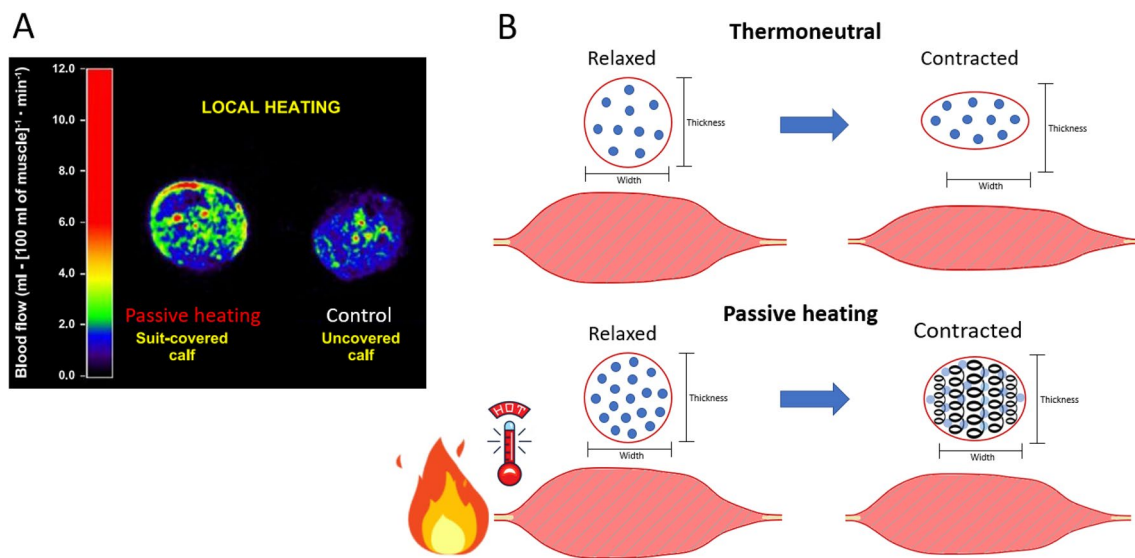 A
LOCAL HEATING
12.0
10.0
8.0
6.0
4.0
2.0
0.0
Blood flow (ml - [100 ml of muscle]⁻¹ · min⁻¹)
Passive heating
Suit-covered
calf
Control
Uncovered
calf
B
Thermoneutral
Relaxed
Contracted
Thickness
Width
Thickness
Width
Passive heating
Relaxed
Contracted
Thickness
Width
Thickness
Width
HOT